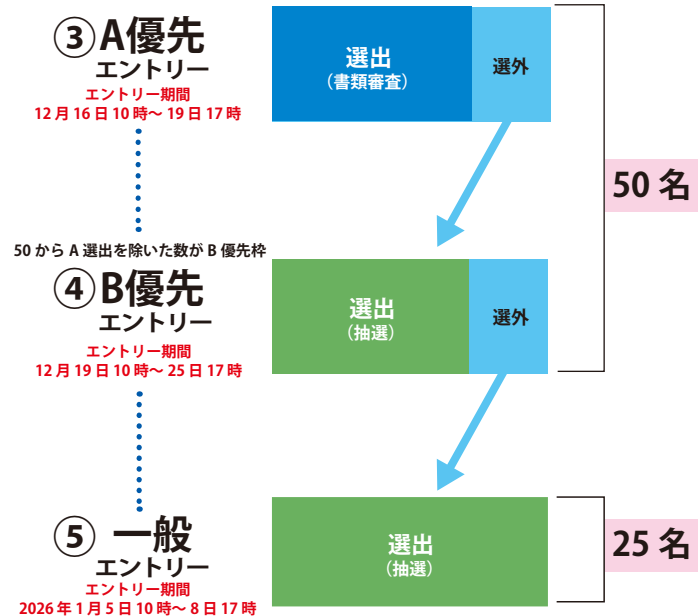 ③A優先
エントリー
エントリー期間
12月16日10時～19日17時
選出
（書類審査）
選外
50名
50からA選出を除いた数がB優先枠
④B優先
エントリー
エントリー期間
12月19日10時～25日17時
選出
（抽選）
選外
⑤ 一般
エントリー
エントリー期間
2026年1月5日10時～8日17時
選出
（抽選）
25名